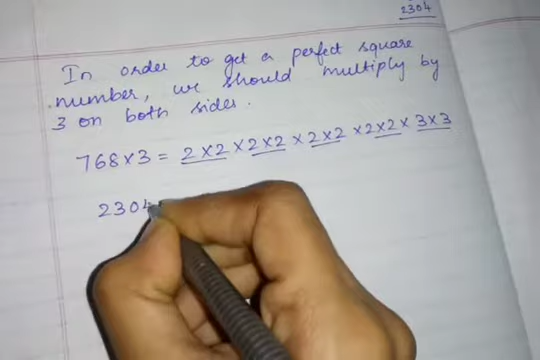 2304
In order to get a perfect square
number, we should multiply by
3 on both sides.
768×3 = 2×2 × 2×2 × 2×2 × 2×2 × 3×3
2304